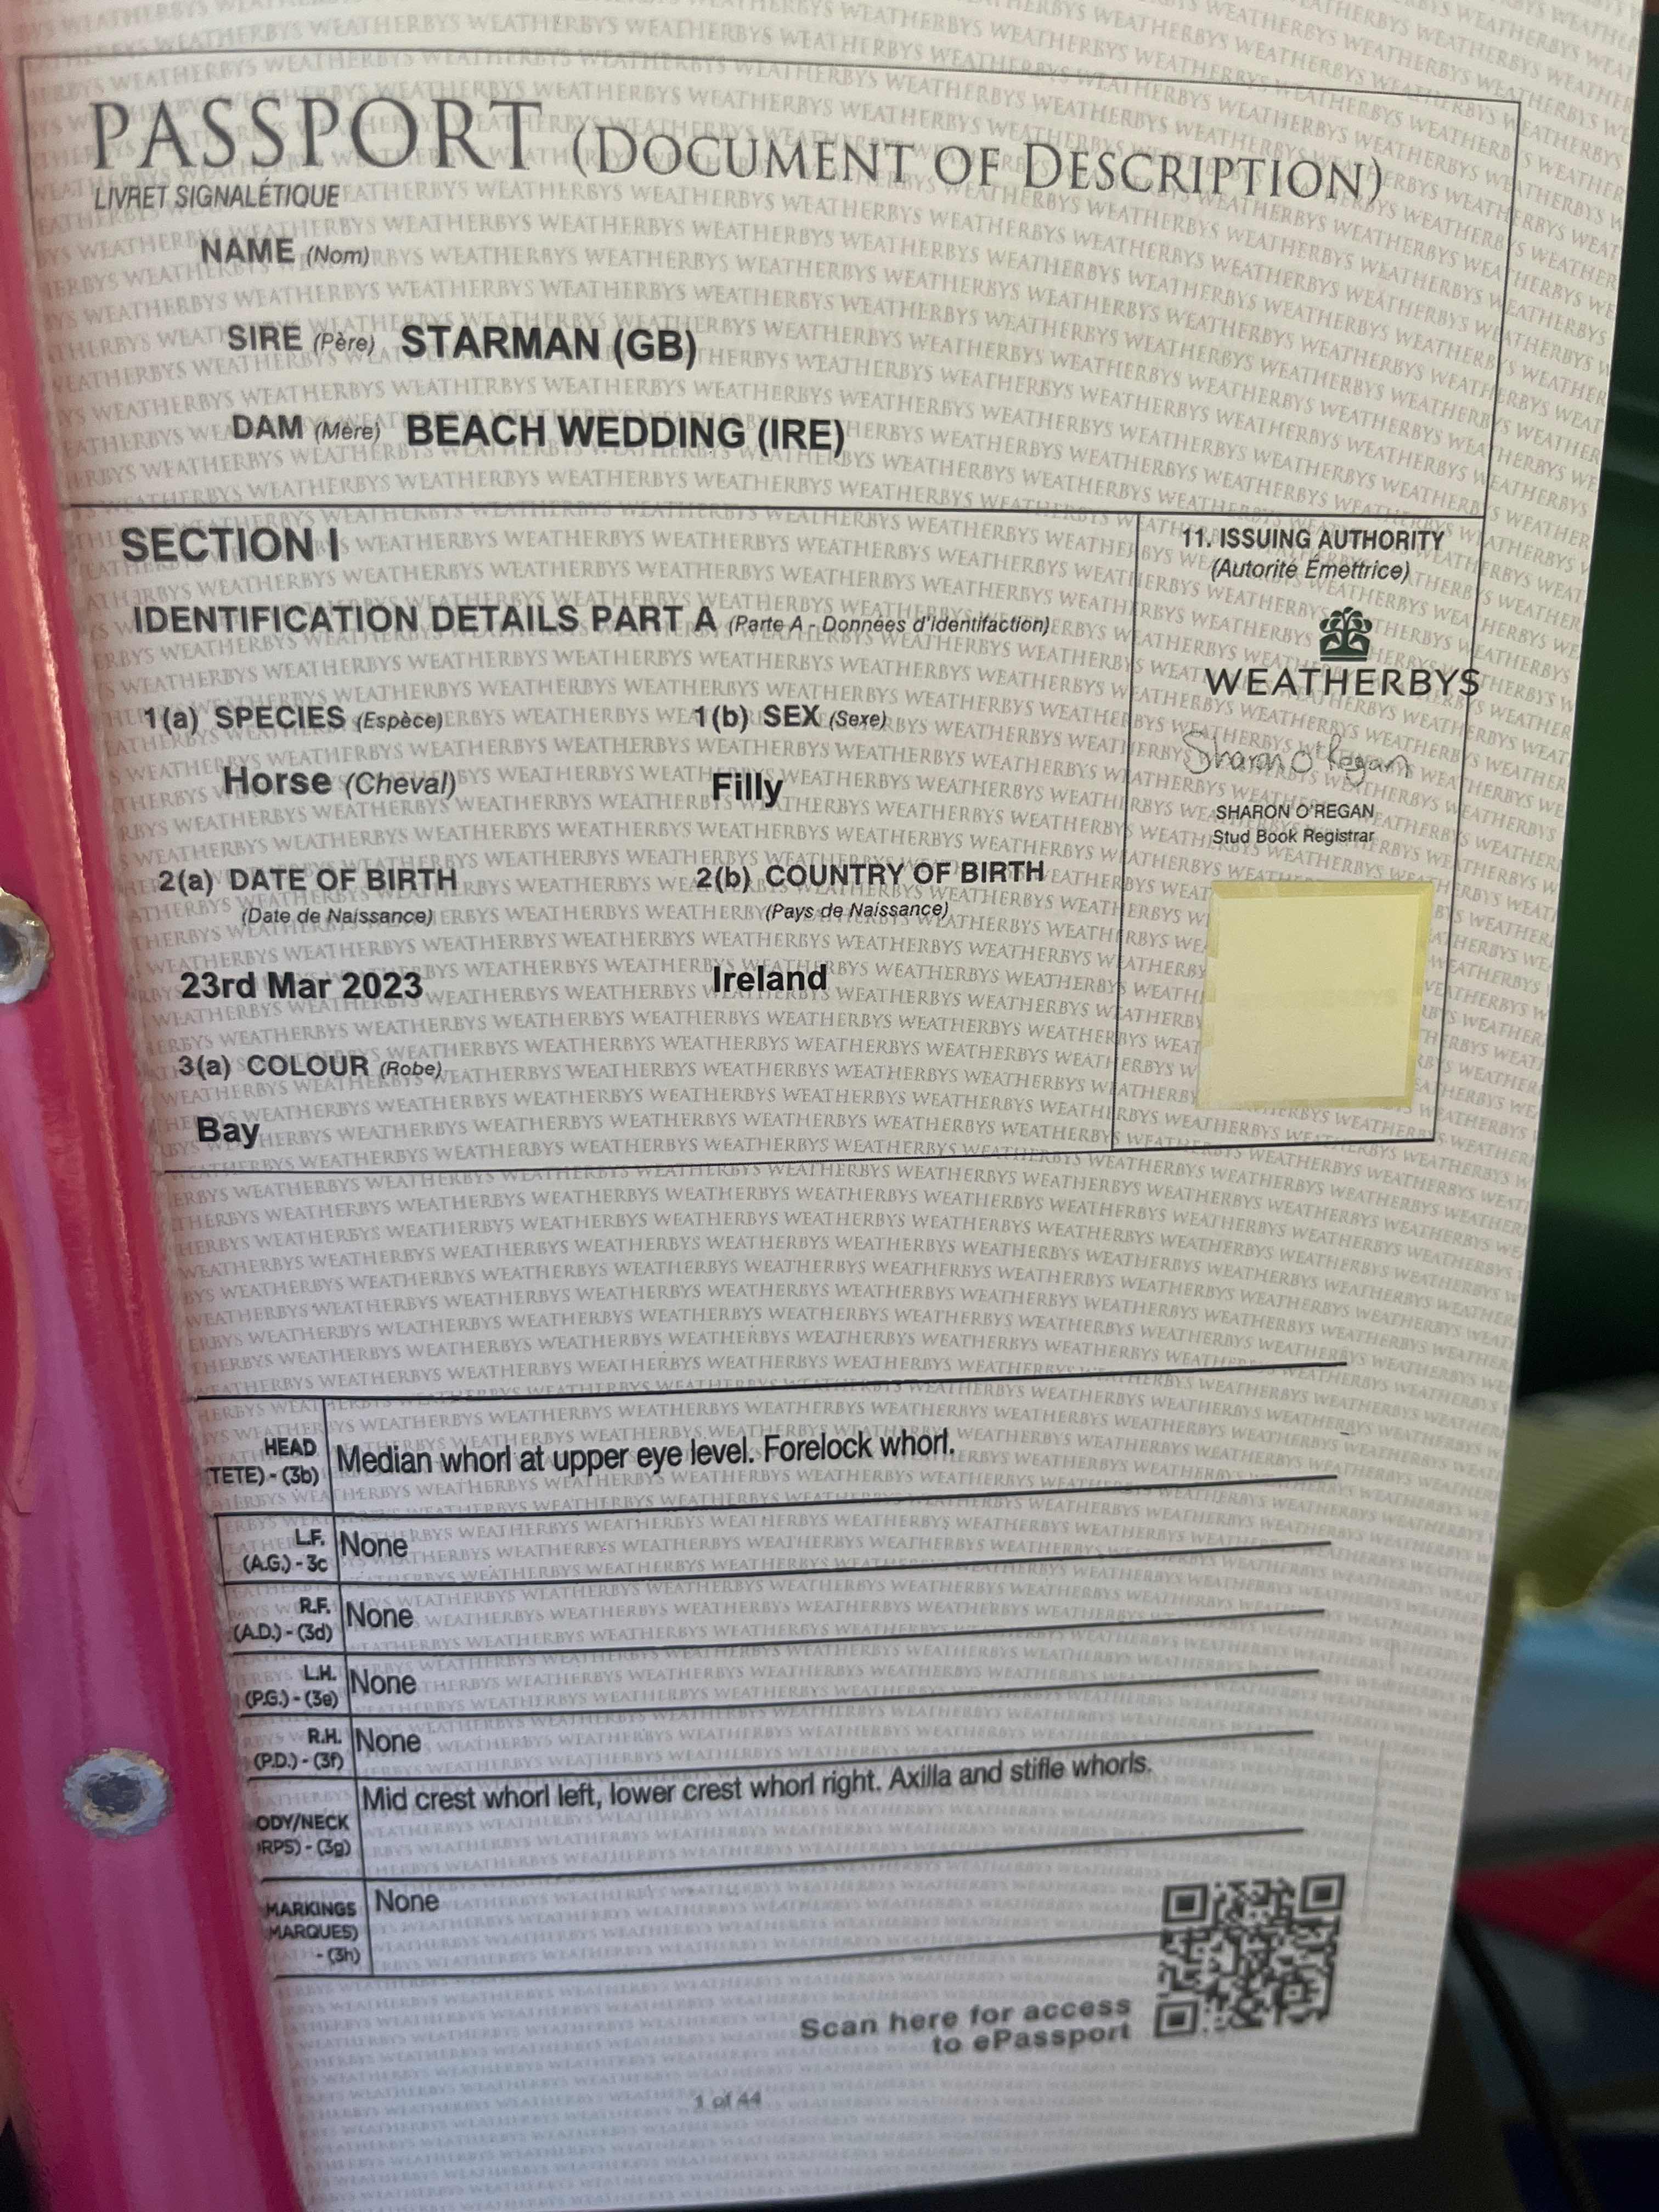 PASSPORT (DOCUMENT OF DESCRIPTION)
LIVRET SIGNALÉTIQUE
NAME (Nom)
SIRE (Père) STARMAN (GB)
DAM (Mère) BEACH WEDDING (IRE)
SECTION I
IDENTIFICATION DETAILS PART A (Parte A - Données d'identifaction)
1(a) SPECIES (Espèce) 1(b) SEX (Sexe)
Horse (Cheval) Filly
2(a) DATE OF BIRTH 2(b) COUNTRY OF BIRTH
(Date de Naissance) (Pays de Naissance)
23rd Mar 2023 Ireland
3(a) COLOUR (Robe)
Bay
11. ISSUING AUTHORITY
(Autorité Émettrice)
WEATHERBYS
Sharon O'Regan
SHARON O'REGAN
Stud Book Registrar
HEAD
TETE) - (3b) Median whorl at upper eye level. Forelock whorl.
L.F.
(A.G.) - 3c None
R.F.
(A.D.) - (3d) None
L.H.
(P.G.) - (3e) None
R.H.
(P.D.) - (3f) None
ODY/NECK
RPS) - (3g) Mid crest whorl left, lower crest whorl right. Axilla and stifle whorls.
MARKINGS
MARQUES)
- (3h) None
Scan here for access
to ePassport
1 of 44